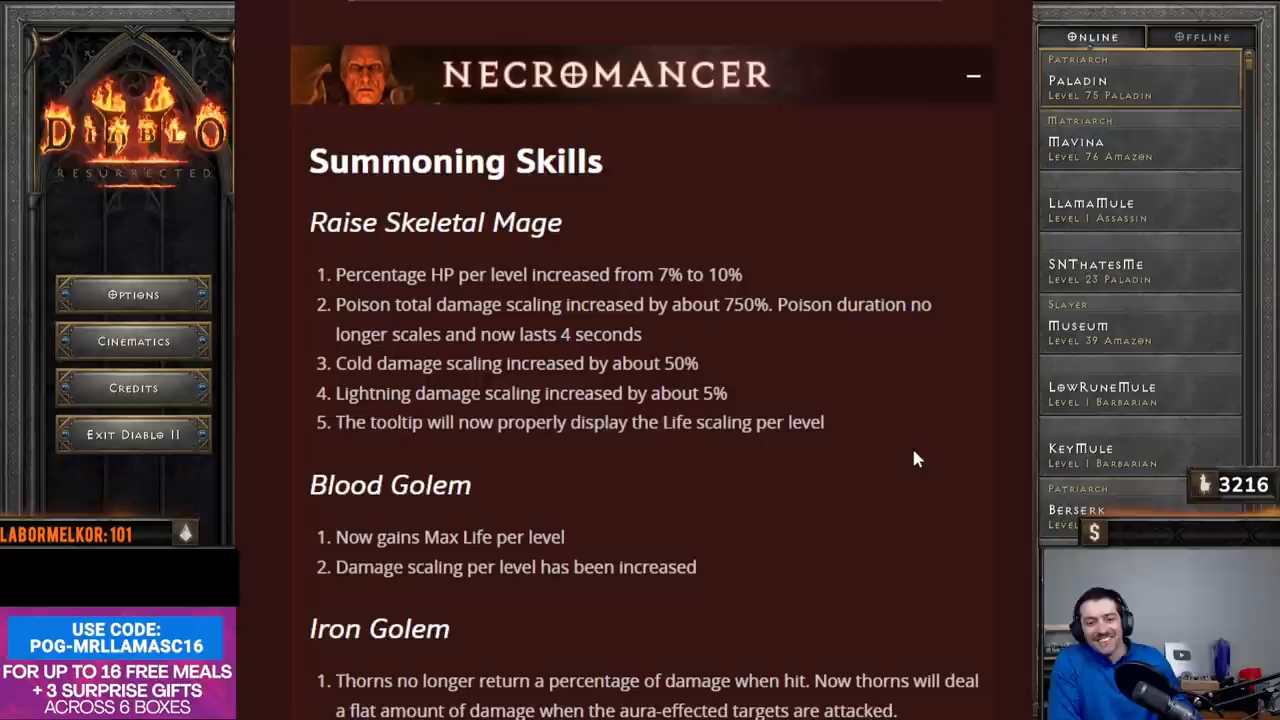 DIABLO
II
RESURRECTED
OPTIONS
CINEMATICS
CREDITS
EXIT DIABLO II
LABORMELKOR: 101
USE CODE:
POG-MRLLAMASC16
FOR UP TO 16 FREE MEALS
+ 3 SURPRISE GIFTS
ACROSS 6 BOXES
NECROMANCER
Summoning Skills
Raise Skeletal Mage
1. Percentage HP per level increased from 7% to 10%
2. Poison total damage scaling increased by about 750%. Poison duration no
longer scales and now lasts 4 seconds
3. Cold damage scaling increased by about 50%
4. Lightning damage scaling increased by about 5%
5. The tooltip will now properly display the Life scaling per level
Blood Golem
1. Now gains Max Life per level
2. Damage scaling per level has been increased
Iron Golem
1. Thorns no longer return a percentage of damage when hit. Now thorns will deal
a flat amount of damage when the aura-effected targets are attacked.
ONLINE
OFFLINE
PATRIARCH
PALADIN
LEVEL 75 PALADIN
MATRIARCH
MAVINA
LEVEL 76 AMAZON
LLAMAMULE
LEVEL 1 ASSASSIN
SNTHATESME
LEVEL 23 PALADIN
SLAYER
MUSEUM
LEVEL 39 AMAZON
LOWRUNEMULE
LEVEL 1 BARBARIAN
KEYMULE
LEVEL 1 BARBARIAN
PATRIARCH
BERSERK
LEVEL
3216
$